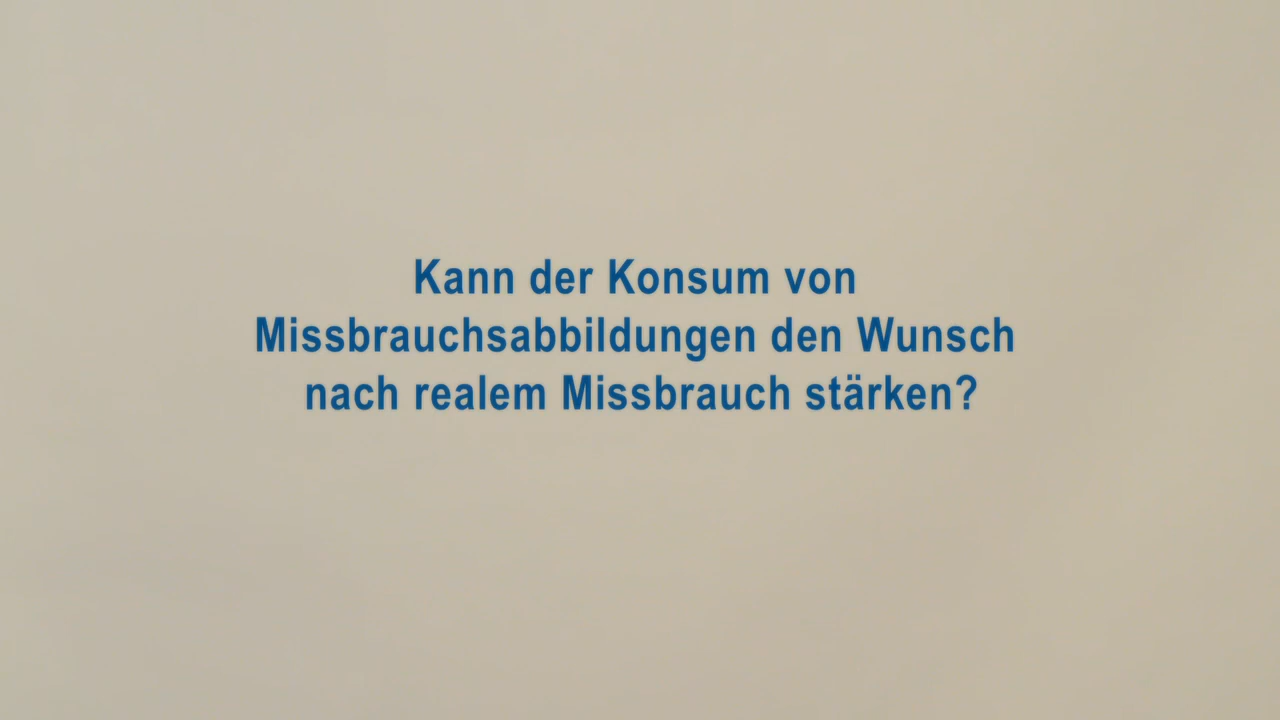 Kann der Konsum von
Missbrauchsabbildungen den Wunsch
nach realem Missbrauch stärken?